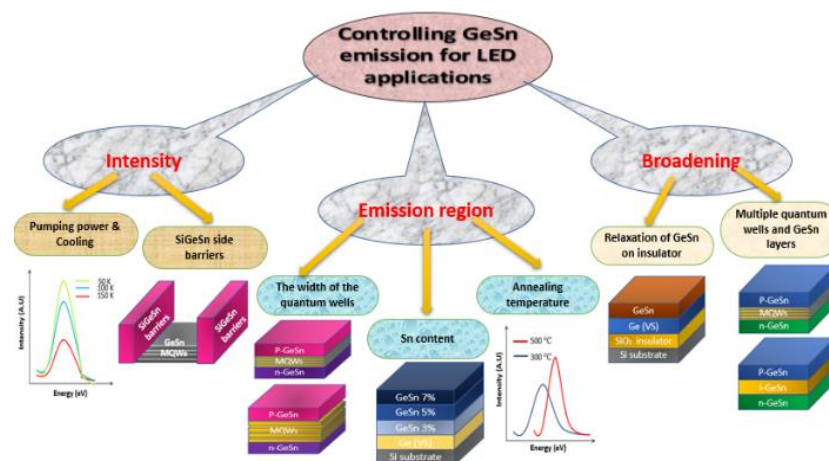 Controlling GeSn
emission for LED
applications
Intensity
Emission region
Broadening
Pumping power &
Cooling
SiGeSn side
barriers
The width of the
quantum wells
Sn content
Annealing
temperature
Relaxation of GeSn
on insulator
Multiple quantum
wells and GeSn
layers
Intensity (A.U)
50 K
100 K
150 K
Energy (eV)
SiGeSn
barriers
GeSn
MQWs
SiGeSn
barriers
P-GeSn
MQWs
n-GeSn
P-GeSn
MQWs
n-GeSn
GeSn 7%
GeSn 5%
GeSn 3%
Ge (VS)
Si substrate
Intensity (A.U)
500 °C
300 °C
Energy (eV)
GeSn
Ge (VS)
SiO₂ insulator
Si substrate
P-GeSn
MQWs
n-GeSn
P-GeSn
i-GeSn
n-GeSn